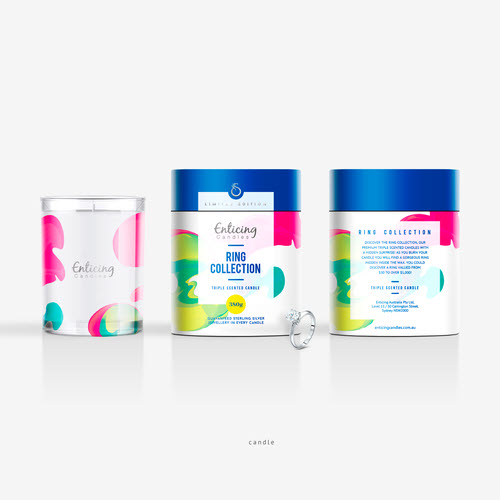 Enticing
Candles
LIMITED EDITION
Enticing
Candles
RING
COLLECTION
TRIPLE SCENTED CANDLE
380g
GUARANTEED STERLING SILVER
JEWELLERY IN EVERY CANDLE
RING COLLECTION
DISCOVER THE RING COLLECTION, OUR
PREMIUM TRIPLE SCENTED CANDLES WITH
A HIDDEN SURPRISE! AS YOU BURN YOUR
CANDLE YOU WILL FIND A GORGEOUS RING
HIDDEN INSIDE THE WAX. YOU COULD
DISCOVER A RING VALUED FROM
TRIPLE SCENTED CANDLE
Enticing Australia Pty Ltd,
Sydney NSW2000
enticingcandles.com.au
candle